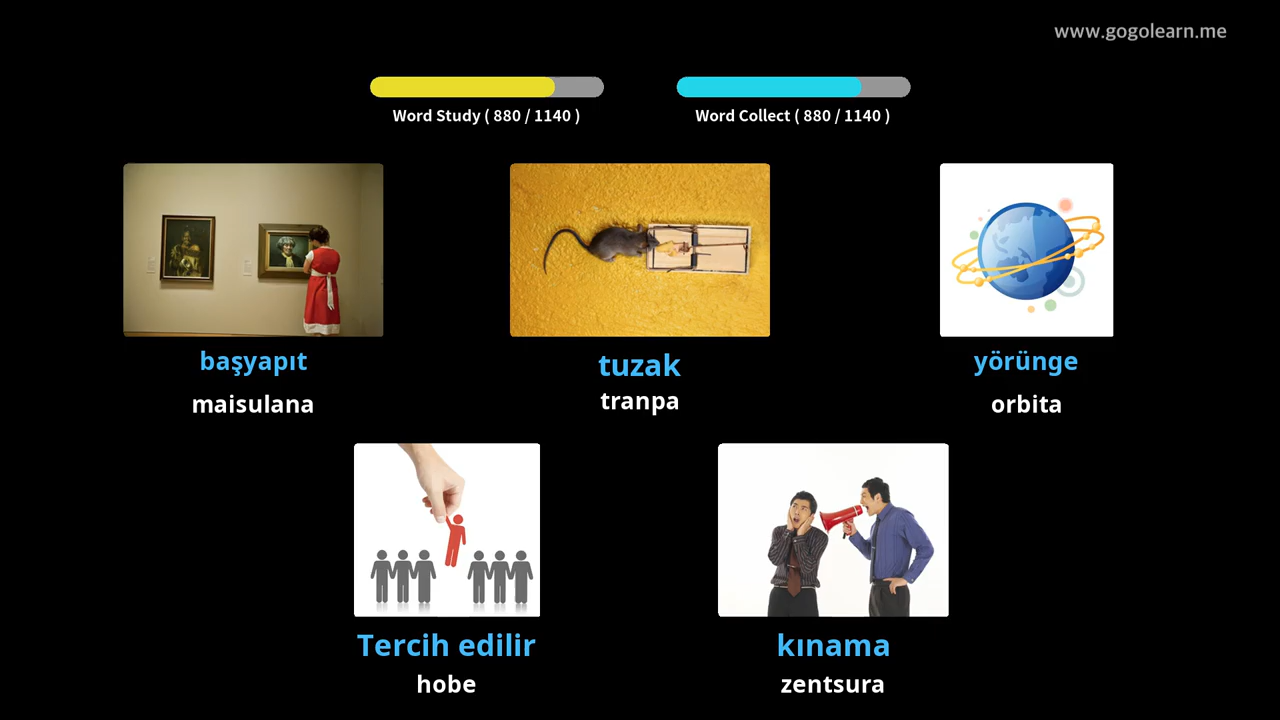 www.gogolearn.me
Word Study ( 880 / 1140 )
Word Collect ( 880 / 1140 )
başyapıt
maisulana
tuzak
tranpa
yörünge
orbita
Tercih edilir
hobe
kınama
zentsura